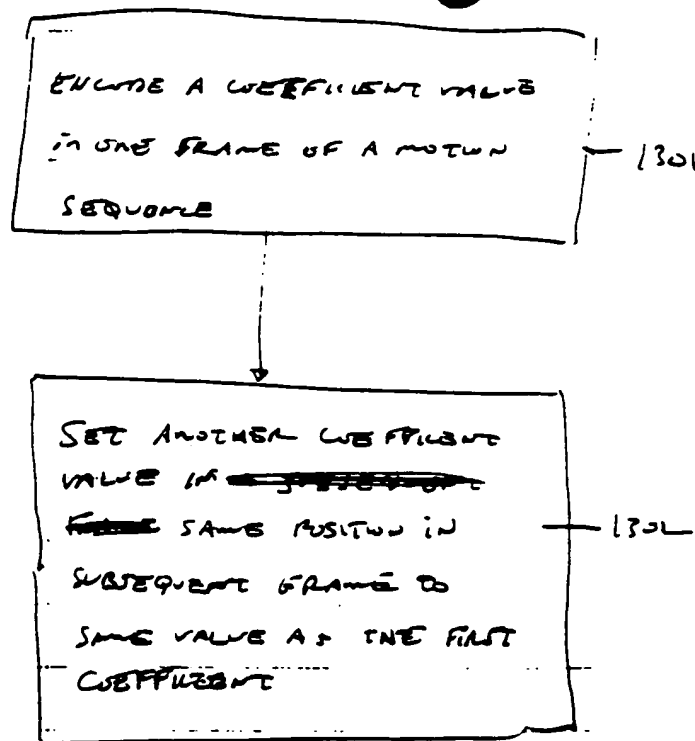 ENCODE A COEFFICIENT VALUE
in ONE FRAME OF A MOTION
SEQUENCE
1301
SET ANOTHER COEFFICIENT
VALUE IN
SAME POSITION iN
1302
SUBSEQUENT FRAME TO
SAME VALUE AS THE FIRST
COEFFICIENT